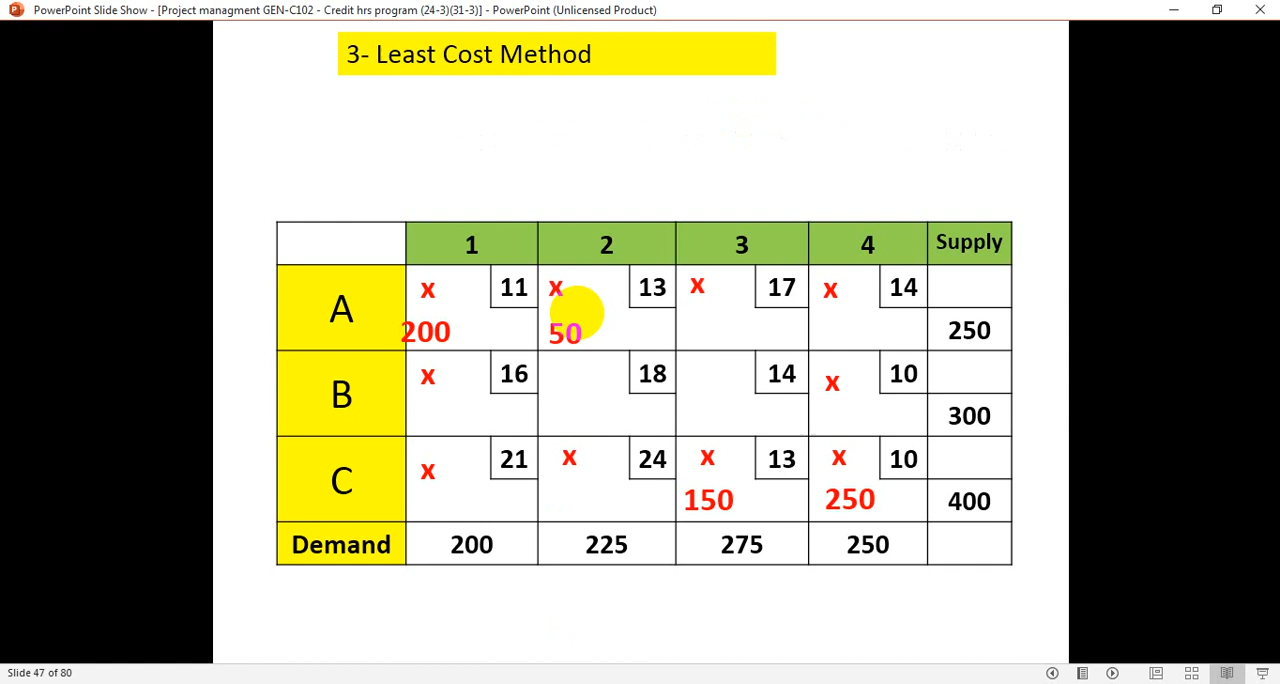 PowerPoint Slide Show - [Project managment GEN-C102 - Credit hrs program (24-3)(31-3)] - PowerPoint (Unlicensed Product)
3- Least Cost Method
1 2 3 4 Supply
A x 11 x 13 x 17 x 14
200 50 250
B x 16 18 14 x 10
300
C x 21 x 24 x 13 x 10
150 250 400
Demand 200 225 275 250
Slide 47 of 80